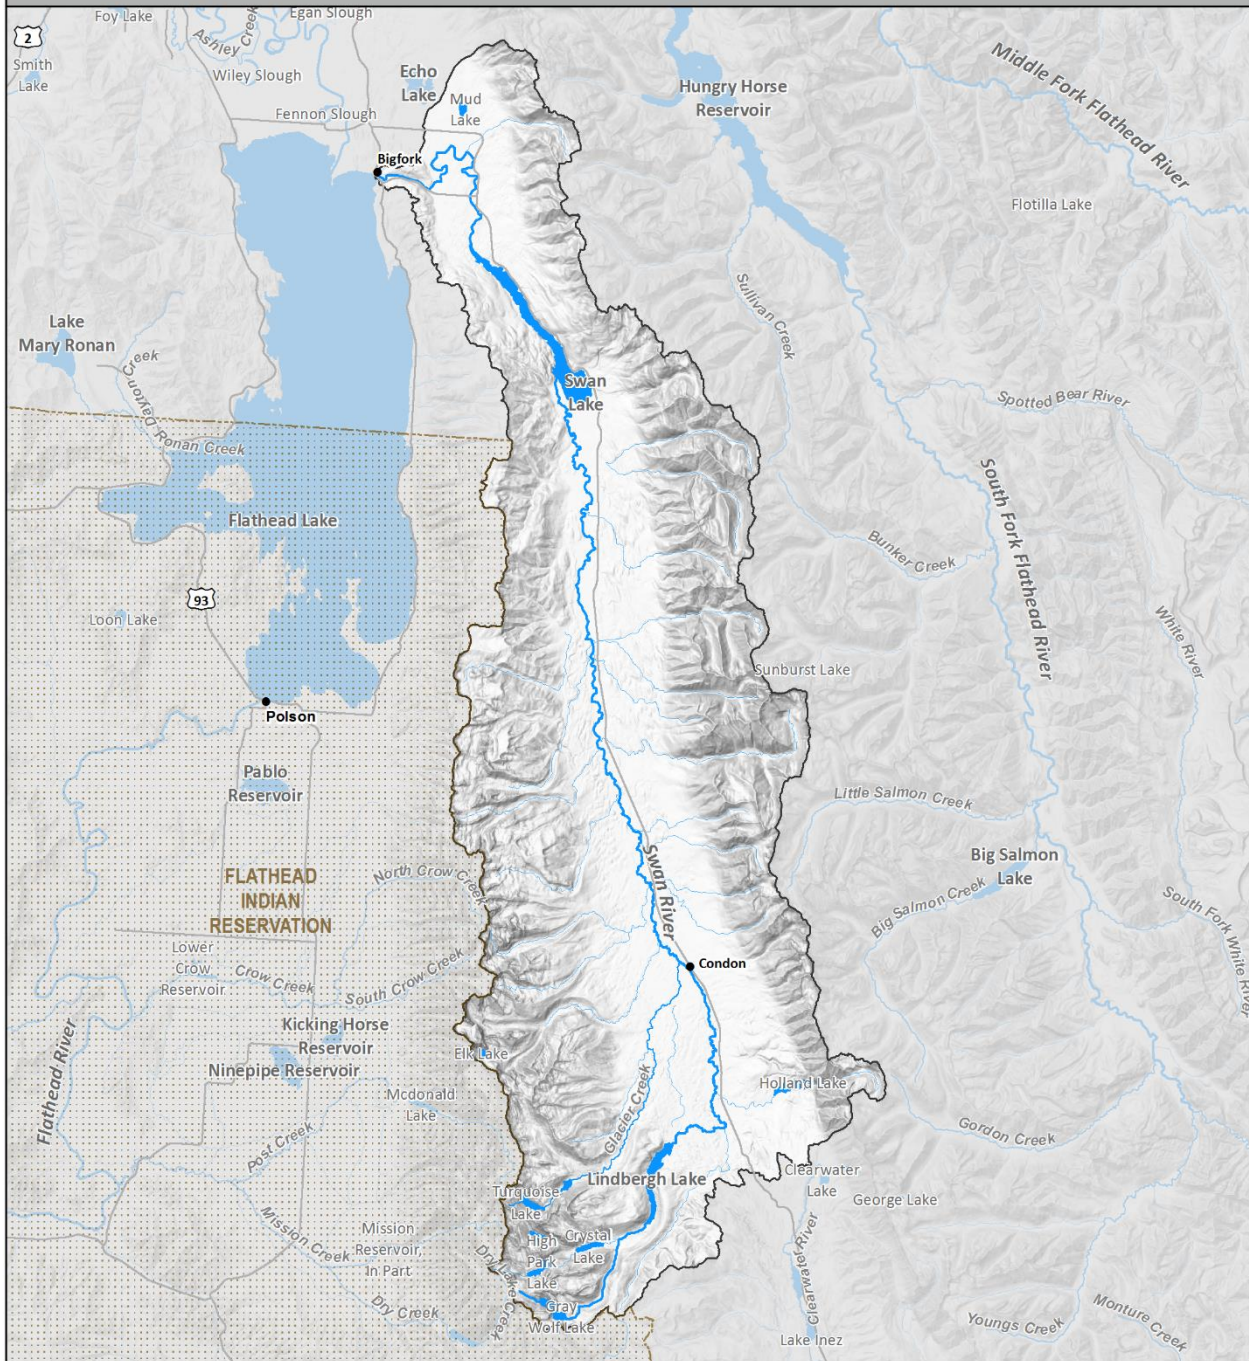 Foy Lake
Egan Slough
2
Ashley Creek
Smith
Lake
Wiley Slough
Echo
Lake
Mud
Lake
Hungry Horse
Reservoir
Middle Fork Flathead River
Fennon Slough
Bigfork
Flotilla Lake
Sullivan Creek
Lake
Mary Ronan
Dayton Creek
Swan
Lake
Spotted Bear River
Ronan Creek
South Fork Flathead River
Flathead Lake
Bunker Creek
93
Loon Lake
White River
Sunburst Lake
Polson
Pablo
Reservoir
Little Salmon Creek
Swan River
Big Salmon
Lake
FLATHEAD
INDIAN
RESERVATION
North Crow Creek
Big Salmon Creek
South Fork White River
Lower
Crow
Reservoir
Crow Creek
South Crow Creek
Condon
Kicking Horse
Reservoir
Ninepipe Reservoir
Elk Lake
Flathead River
Mcdonald
Lake
Glacier Creek
Holland Lake
Post Creek
Gordon Creek
Lindbergh Lake
Clearwater
Lake
George Lake
Turquoise
Lake
Mission Creek
Mission
Reservoir,
In Part
High
Park
Lake
Crystal
Lake
Dry Lake Creek
Clearwater River
Dry Creek
Gray
Wolf Lake
Lake Inez
Youngs Creek
Monture Creek